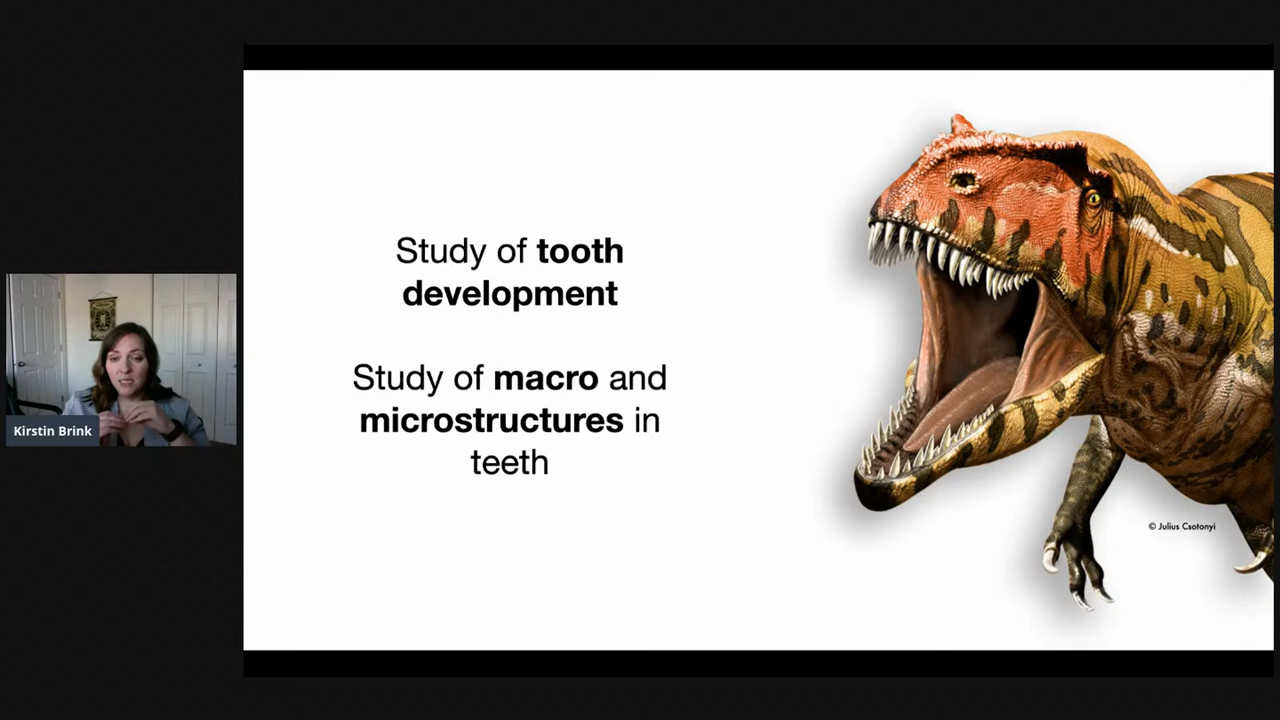 Study of tooth
development
Study of macro and
microstructures in
teeth
Kirstin Brink
© Julius Csotonyi